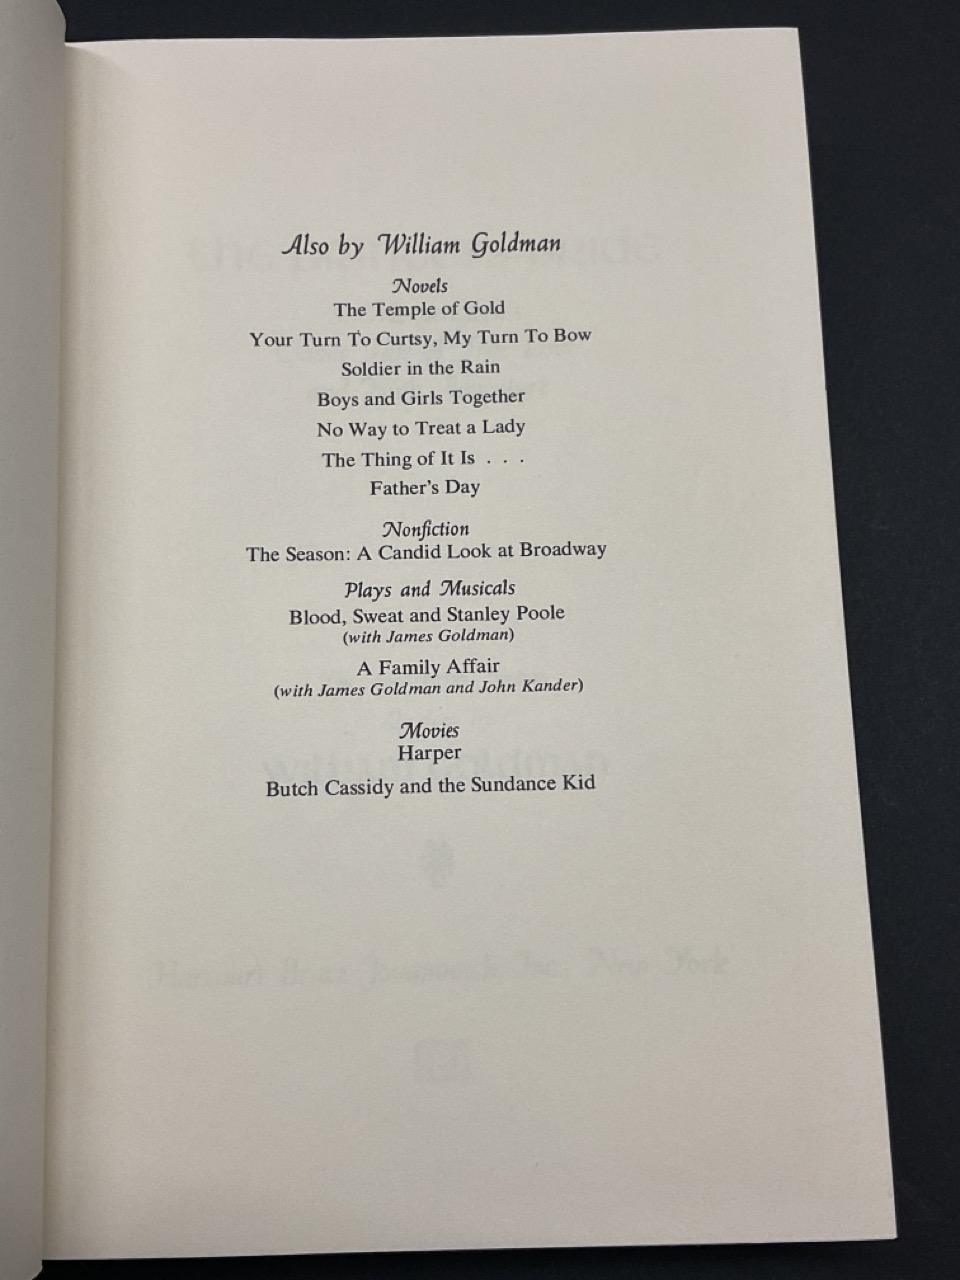 Also by William Goldman
Novels
The Temple of Gold
Your Turn To Curtsy, My Turn To Bow
Soldier in the Rain
Boys and Girls Together
No Way to Treat a Lady
The Thing of It Is . . .
Father's Day
Nonfiction
The Season: A Candid Look at Broadway
Plays and Musicals
Blood, Sweat and Stanley Poole
(with James Goldman)
A Family Affair
(with James Goldman and John Kander)
Movies
Harper
Butch Cassidy and the Sundance Kid